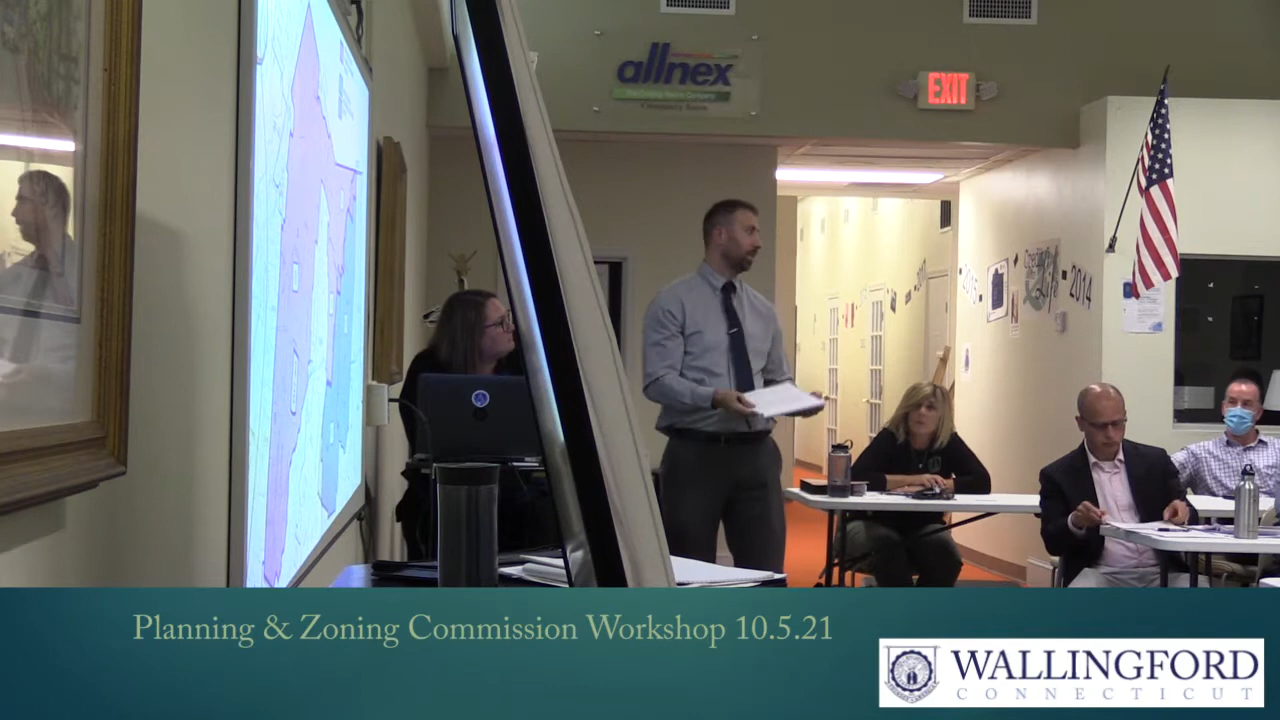 allnex
EXIT
2015
2014
Planning & Zoning Commission Workshop 10.5.21
WALLINGFORD
CONNECTICUT